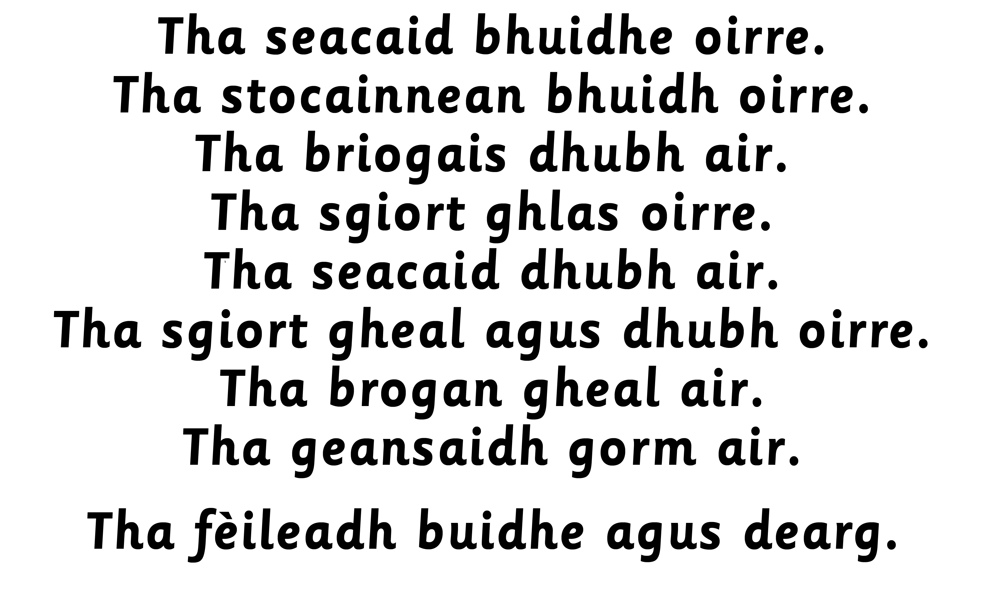 Tha seacaid bhuidhe oirre.
Tha stocainnean bhuidh oirre.
Tha briogais dhubh air.
Tha sgiort ghlas oirre.
Tha seacaid dhubh air.
Tha sgiort gheal agus dhubh oirre.
Tha brogan gheal air.
Tha geansaidh gorm air.
Tha fèileadh buidhe agus dearg.